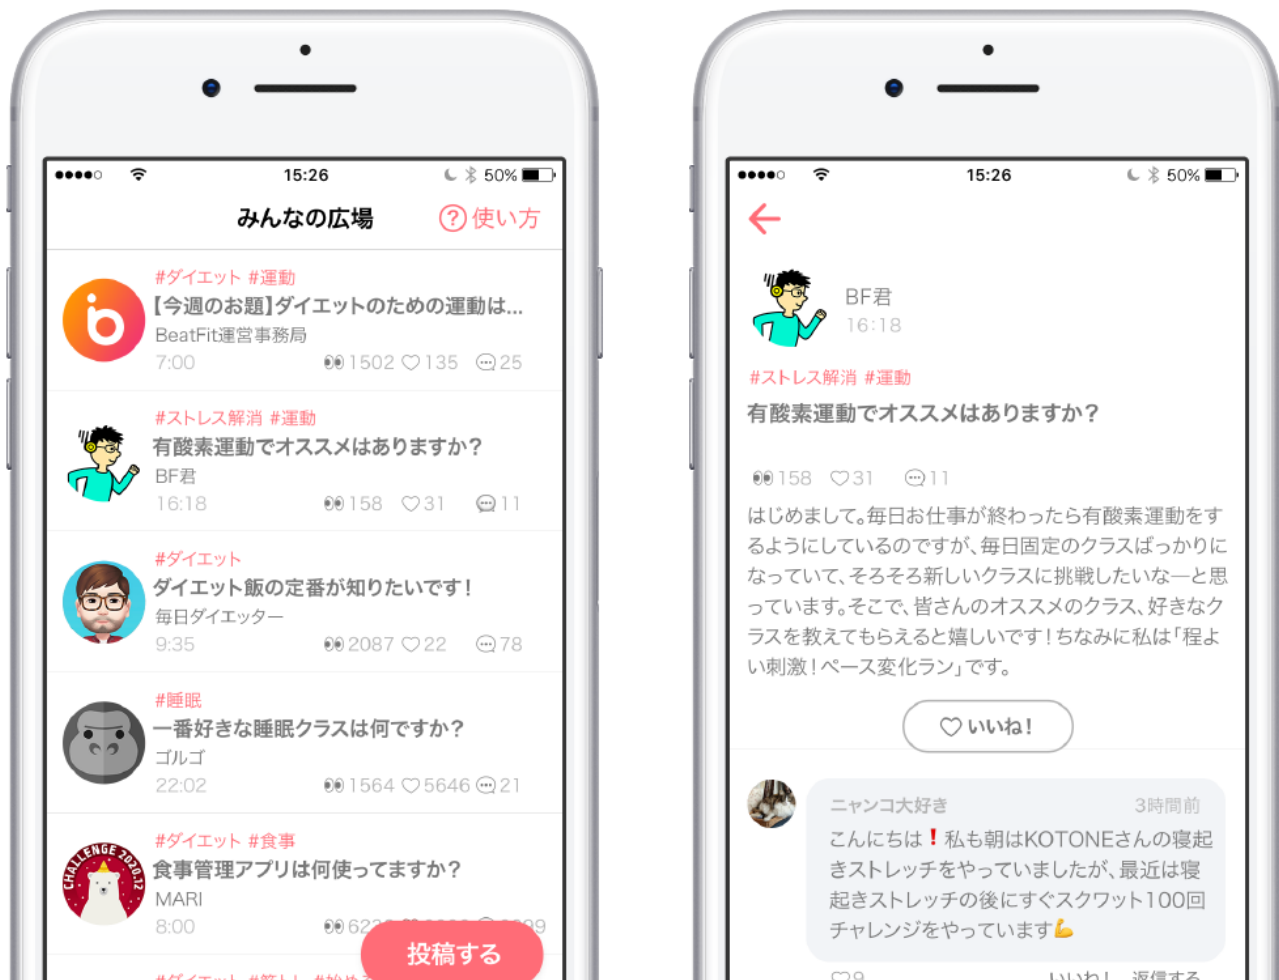 15:26
50%
みんなの広場
使い方
#ダイエット #運動
【今週のお題】ダイエットのための運動は...
BeatFit運営事務局
7:00
1502
135
25
#ストレス解消 #運動
有酸素運動でオススメはありますか？
BF君
16:18
158
31
11
#ダイエット
ダイエット飯の定番が知りたいです！
毎日ダイエッター
9:35
2087
22
78
#睡眠
一番好きな睡眠クラスは何ですか？
ゴルゴ
22:02
1564
5646
21
CHALLENGE 2020.12
#ダイエット #食事
食事管理アプリは何使ってますか？
MARI
8:00
投稿する
15:26
50%
BF君
16:18
#ストレス解消 #運動
有酸素運動でオススメはありますか？
158
31
11
はじめまして。毎日お仕事が終わったら有酸素運動をす
るようにしているのですが、毎日固定のクラスばっかりに
なっていて、そろそろ新しいクラスに挑戦したいな—と思
っています。そこで、皆さんのオススメのクラス、好きなク
ラスを教えてもらえると嬉しいです！ちなみに私は「程よ
い刺激！ペース変化ラン」です。
いいね！
ニャンコ大好き
3時間前
こんにちは❗私も朝はKOTONEさんの寝起
きストレッチをやっていましたが、最近は寝
起きストレッチの後にすぐスクワット100回
チャレンジをやっています💪
9
いいね！
返信する